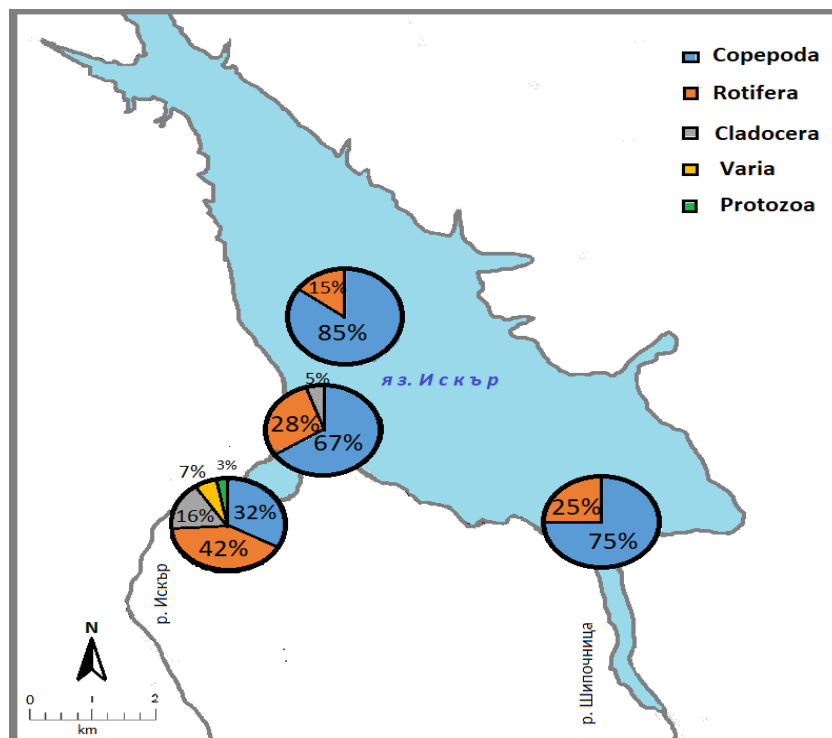 Copepoda
Rotifera
Cladocera
Varia
Protozoa
15%
85%
яз. Искър
5%
28%
67%
7%
3%
16%
32%
42%
25%
75%
р. Искър
р. Шипочница
N
0 1 2
km